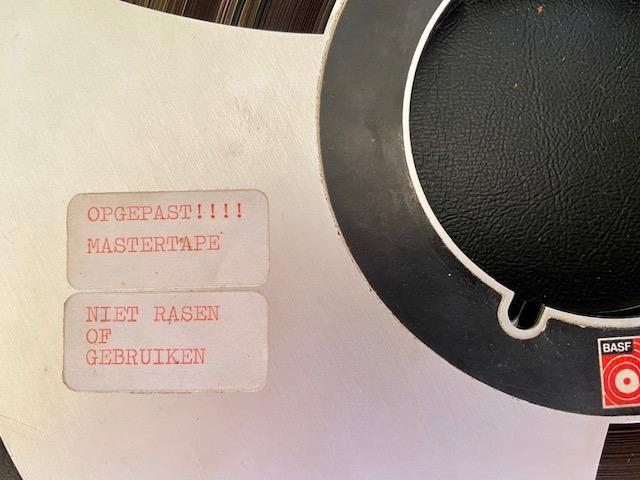 OPGEPAST!!!!
MASTERTAPE
NIET RASEN
OF
GEBRUIKEN
BASF